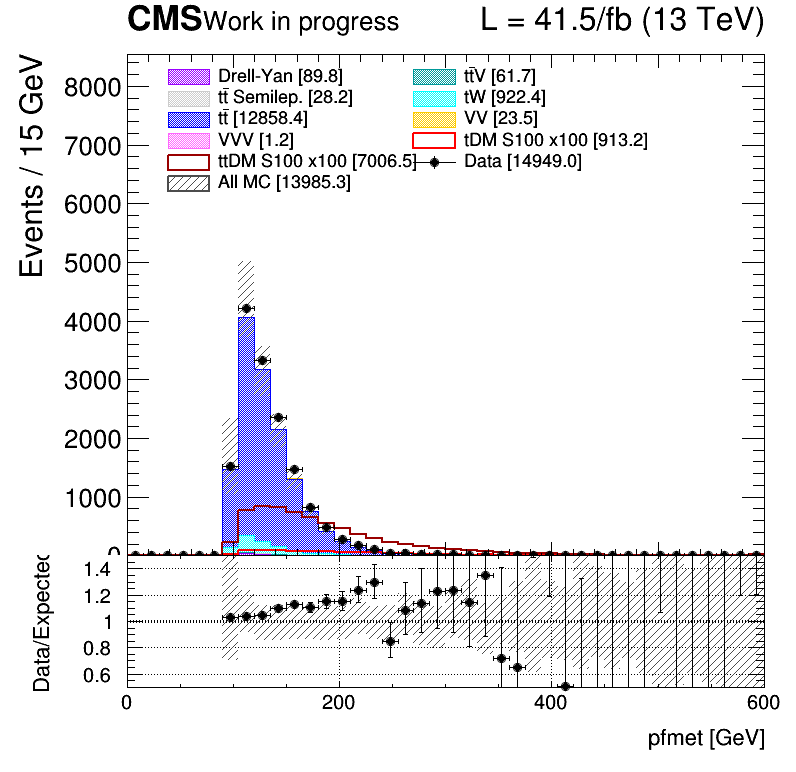 CMS Work in progress L = 41.5/fb (13 TeV)
Events / 15 GeV
8000
7000
6000
5000
4000
3000
2000
1000
0
Drell-Yan [89.8] tt̄V [61.7]
tt̄ Semilep. [28.2] tW [922.4]
tt̄ [12858.4] VV [23.5]
VVV [1.2] tDM S100 x100 [913.2]
ttDM S100 x100 [7006.5] Data [14949.0]
All MC [13985.3]
Data/Expected
1.4
1.2
1
0.8
0.6
0 200 400 600
pfmet [GeV]